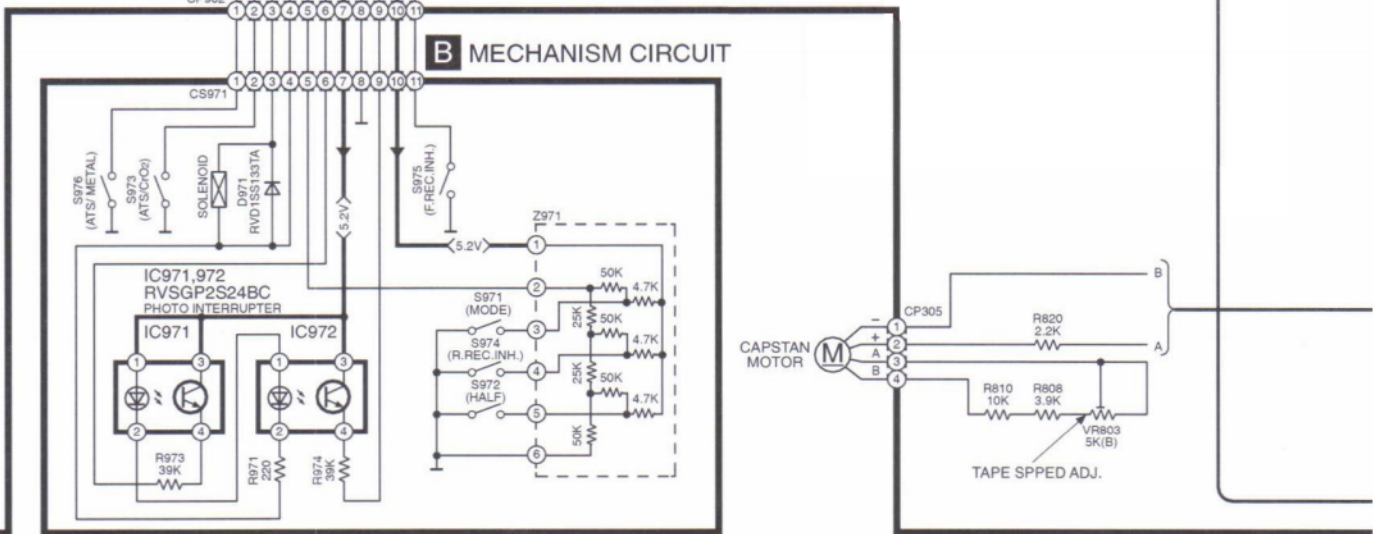 1 2 3 4 5 6 7 8 9 10 11
B MECHANISM CIRCUIT
CS971
1 2 3 4 5 6 7 8 9 10 11
S976
(ATS/ METAL)
S973
(ATS/CrO2)
SOLENOID
D971
RVD1SS133TA
5.2V
S975
(F.REC.INH.)
5.2V
Z971
1
2
3
4
5
6
50K
4.7K
25K
50K
4.7K
25K
50K
4.7K
50K
S971
(MODE)
S974
(R.REC.INH.)
S972
(HALF)
IC971,972
RVSGP2S24BC
PHOTO INTERRUPTER
IC971
IC972
1
3
1
3
2
4
2
4
R973
39K
R971
220
R974
39K
CAPSTAN
MOTOR
M
−
+
A
B
CP305
1
2
3
4
B
R820
2.2K
A
R810
10K
R808
3.9K
VR803
5K(B)
TAPE SPPED ADJ.